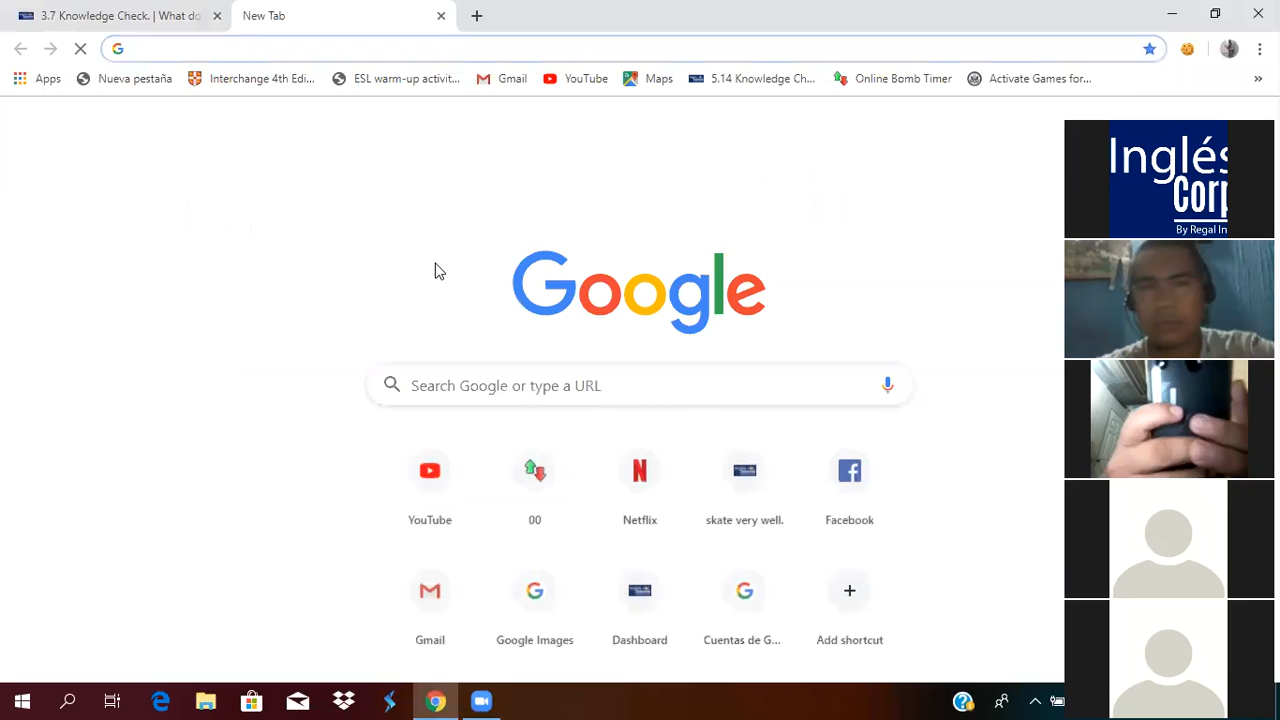 3.7 Knowledge Check. | What do
New Tab
Apps
Nueva pestaña
Interchange 4th Edi...
ESL warm-up activit...
Gmail
YouTube
Maps
5.14 Knowledge Ch...
Online Bomb Timer
Activate Games for...
»
Inglés
Corp
By Regal In
Google
Search Google or type a URL
YouTube
00
Netflix
skate very well.
Facebook
Gmail
Google Images
Dashboard
Cuentas de G...
Add shortcut